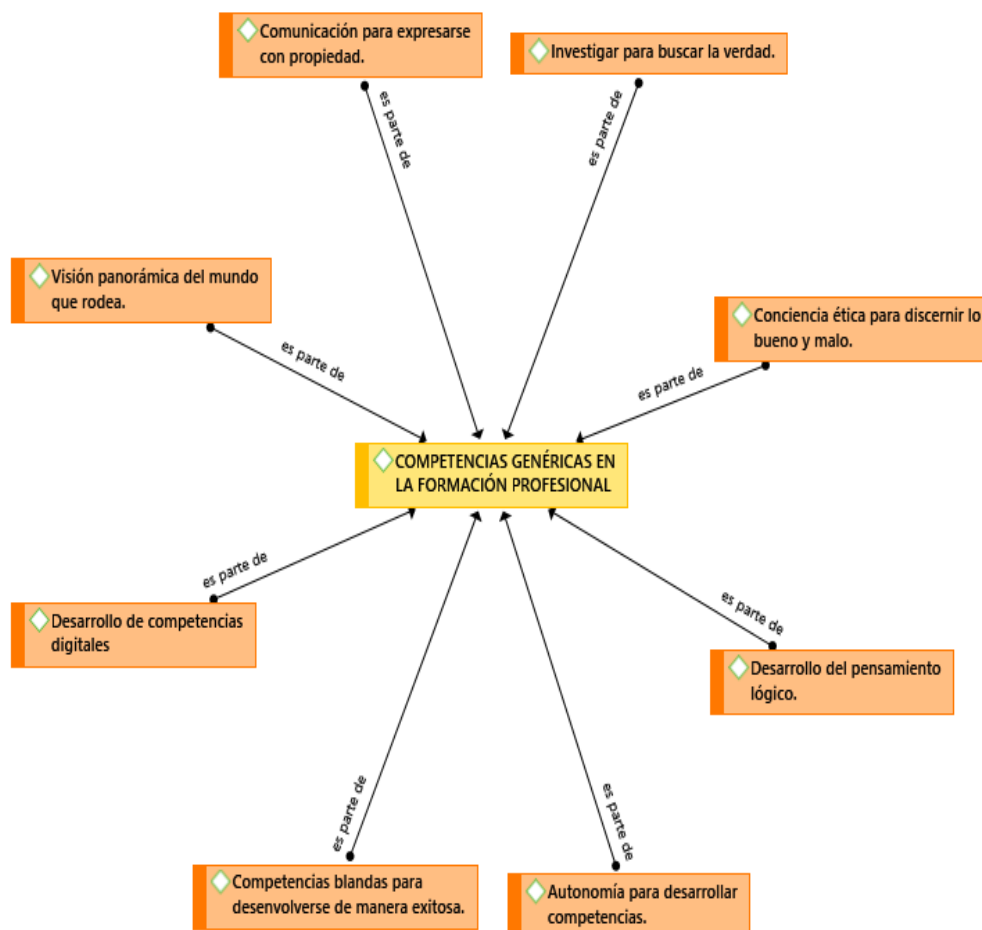 Comunicación para expresarse
con propiedad.
Investigar para buscar la verdad.
es parte de
es parte de
Visión panorámica del mundo
que rodea.
Conciencia ética para discernir lo
bueno y malo.
es parte de
es parte de
COMPETENCIAS GENÉRICAS EN
LA FORMACIÓN PROFESIONAL
es parte de
es parte de
Desarrollo de competencias
digitales
Desarrollo del pensamiento
lógico.
es parte de
es parte de
Competencias blandas para
desenvolverse de manera exitosa.
Autonomía para desarrollar
competencias.